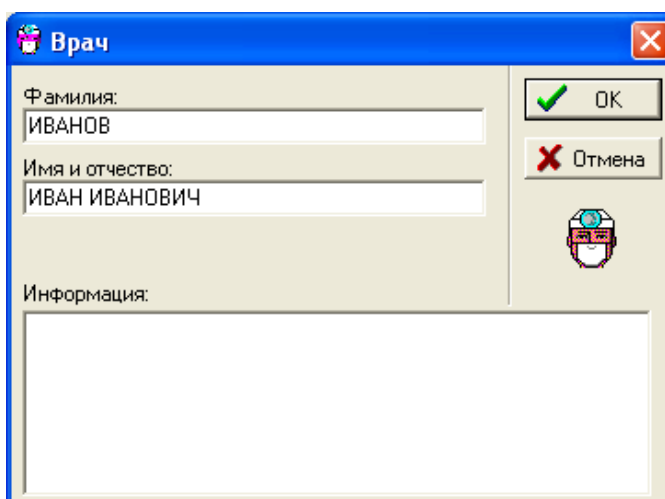 Врач
Фамилия:
ИВАНОВ
OK
Имя и отчество:
Отмена
ИВАН ИВАНОВИЧ
Информация: